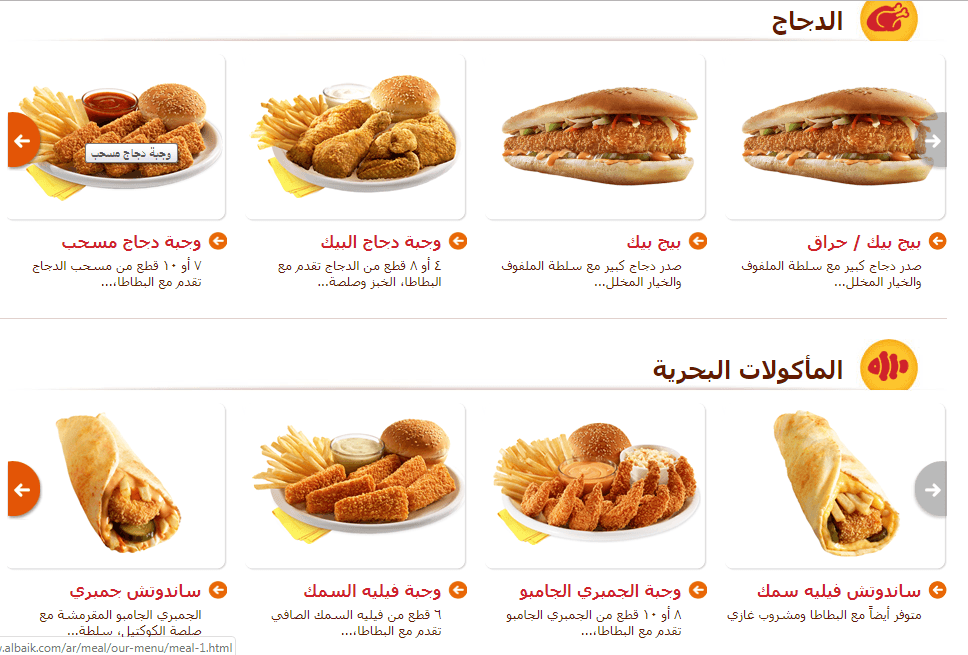 الدجاج
بيج بيك / حراق
صدر دجاج كبير مع سلطة الملفوف
والخيار المخلل...
بيج بيك
صدر دجاج كبير مع سلطة الملفوف
والخيار المخلل...
وجبة دجاج البيك
٤ أو ٨ قطع من الدجاج تقدم مع
البطاطا، الخبز وصلصة...
وجبة دجاج مسحب
وجبة دجاج مسحب
٧ أو ١٠ قطع من مسحب الدجاج
تقدم مع البطاطا،...
المأكولات البحرية
ساندوتش فيليه سمك
متوفر أيضاً مع البطاطا ومشروب غازي
وجبة الجمبري الجامبو
٨ أو ١٠ قطع من الجمبري الجامبو
تقدم مع البطاطا،...
وجبة فيليه السمك
٦ قطع من فيليه السمك الصافي
تقدم مع البطاطا،...
ساندوتش جمبري
الجمبري الجامبو المقرمشة مع
صلصة الكوكتيل، سلطة...
.albaik.com/ar/meal/our-menu/meal-1.html